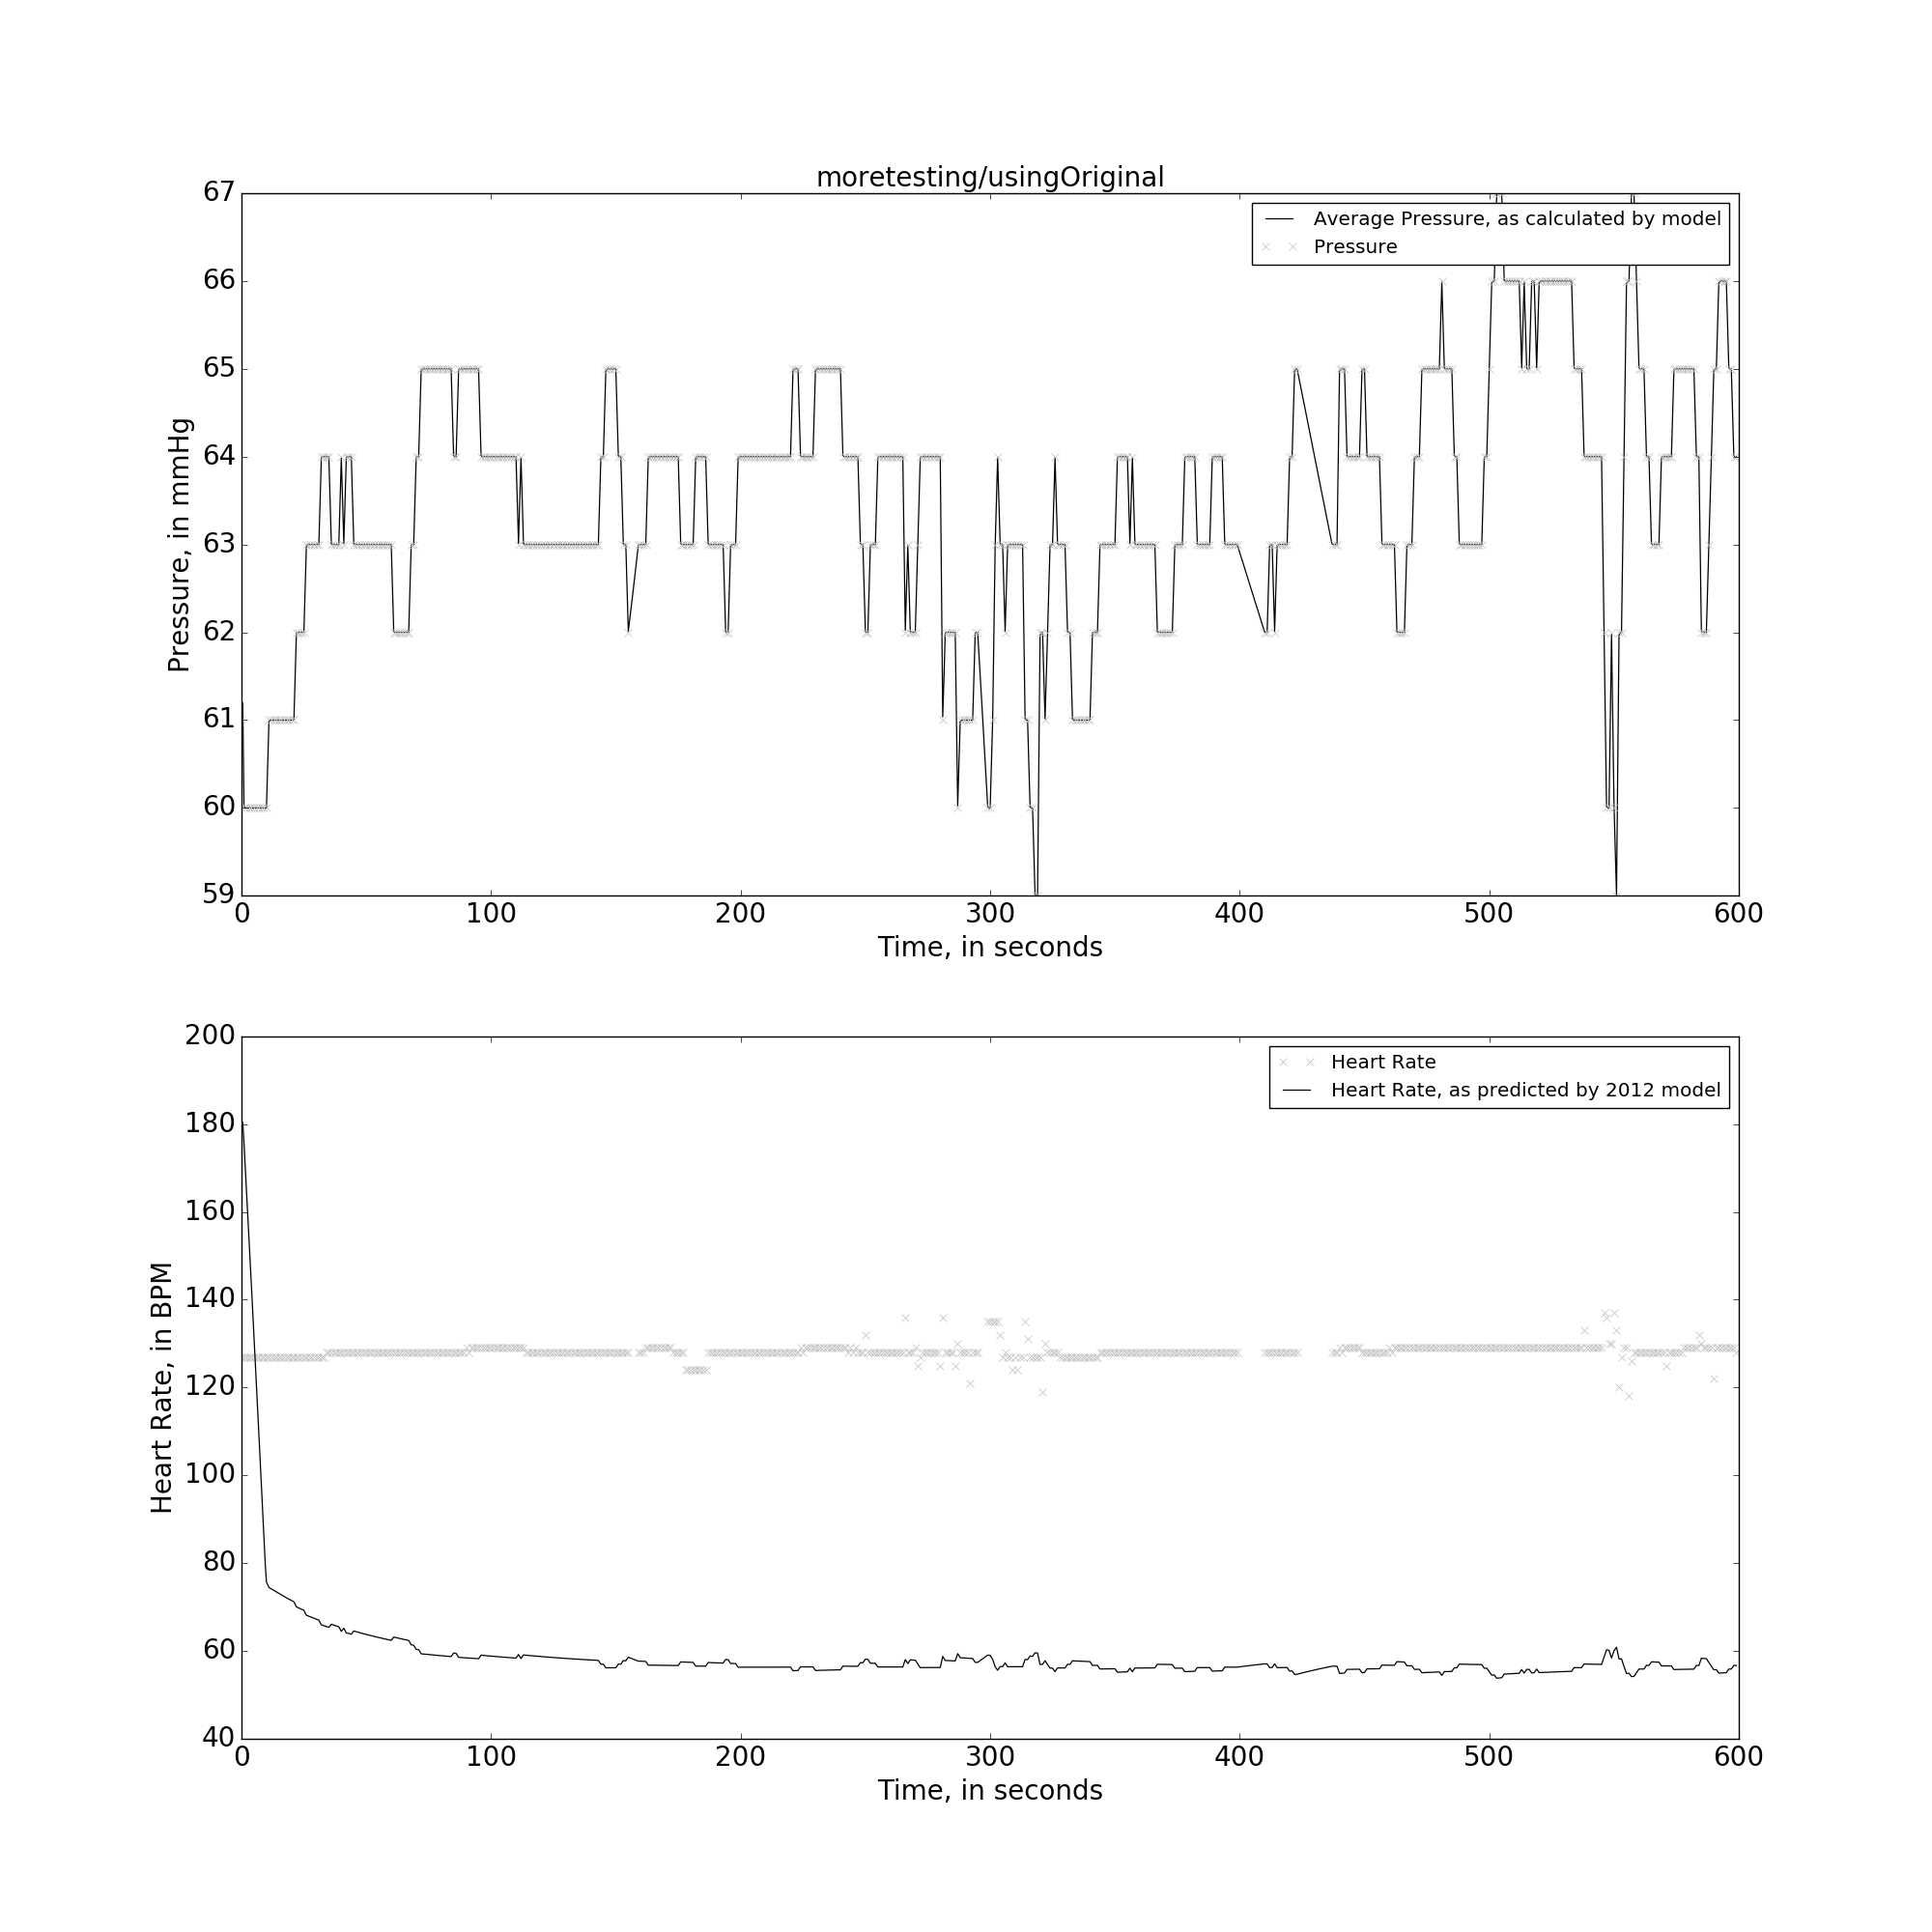 moretesting/usingOriginal
67
66
65
64
63
62
61
60
59
Pressure, in mmHg
Average Pressure, as calculated by model
Pressure
0 100 200 300 400 500 600
Time, in seconds
200
180
160
140
120
100
80
60
40
Heart Rate, in BPM
Heart Rate
Heart Rate, as predicted by 2012 model
0 100 200 300 400 500 600
Time, in seconds